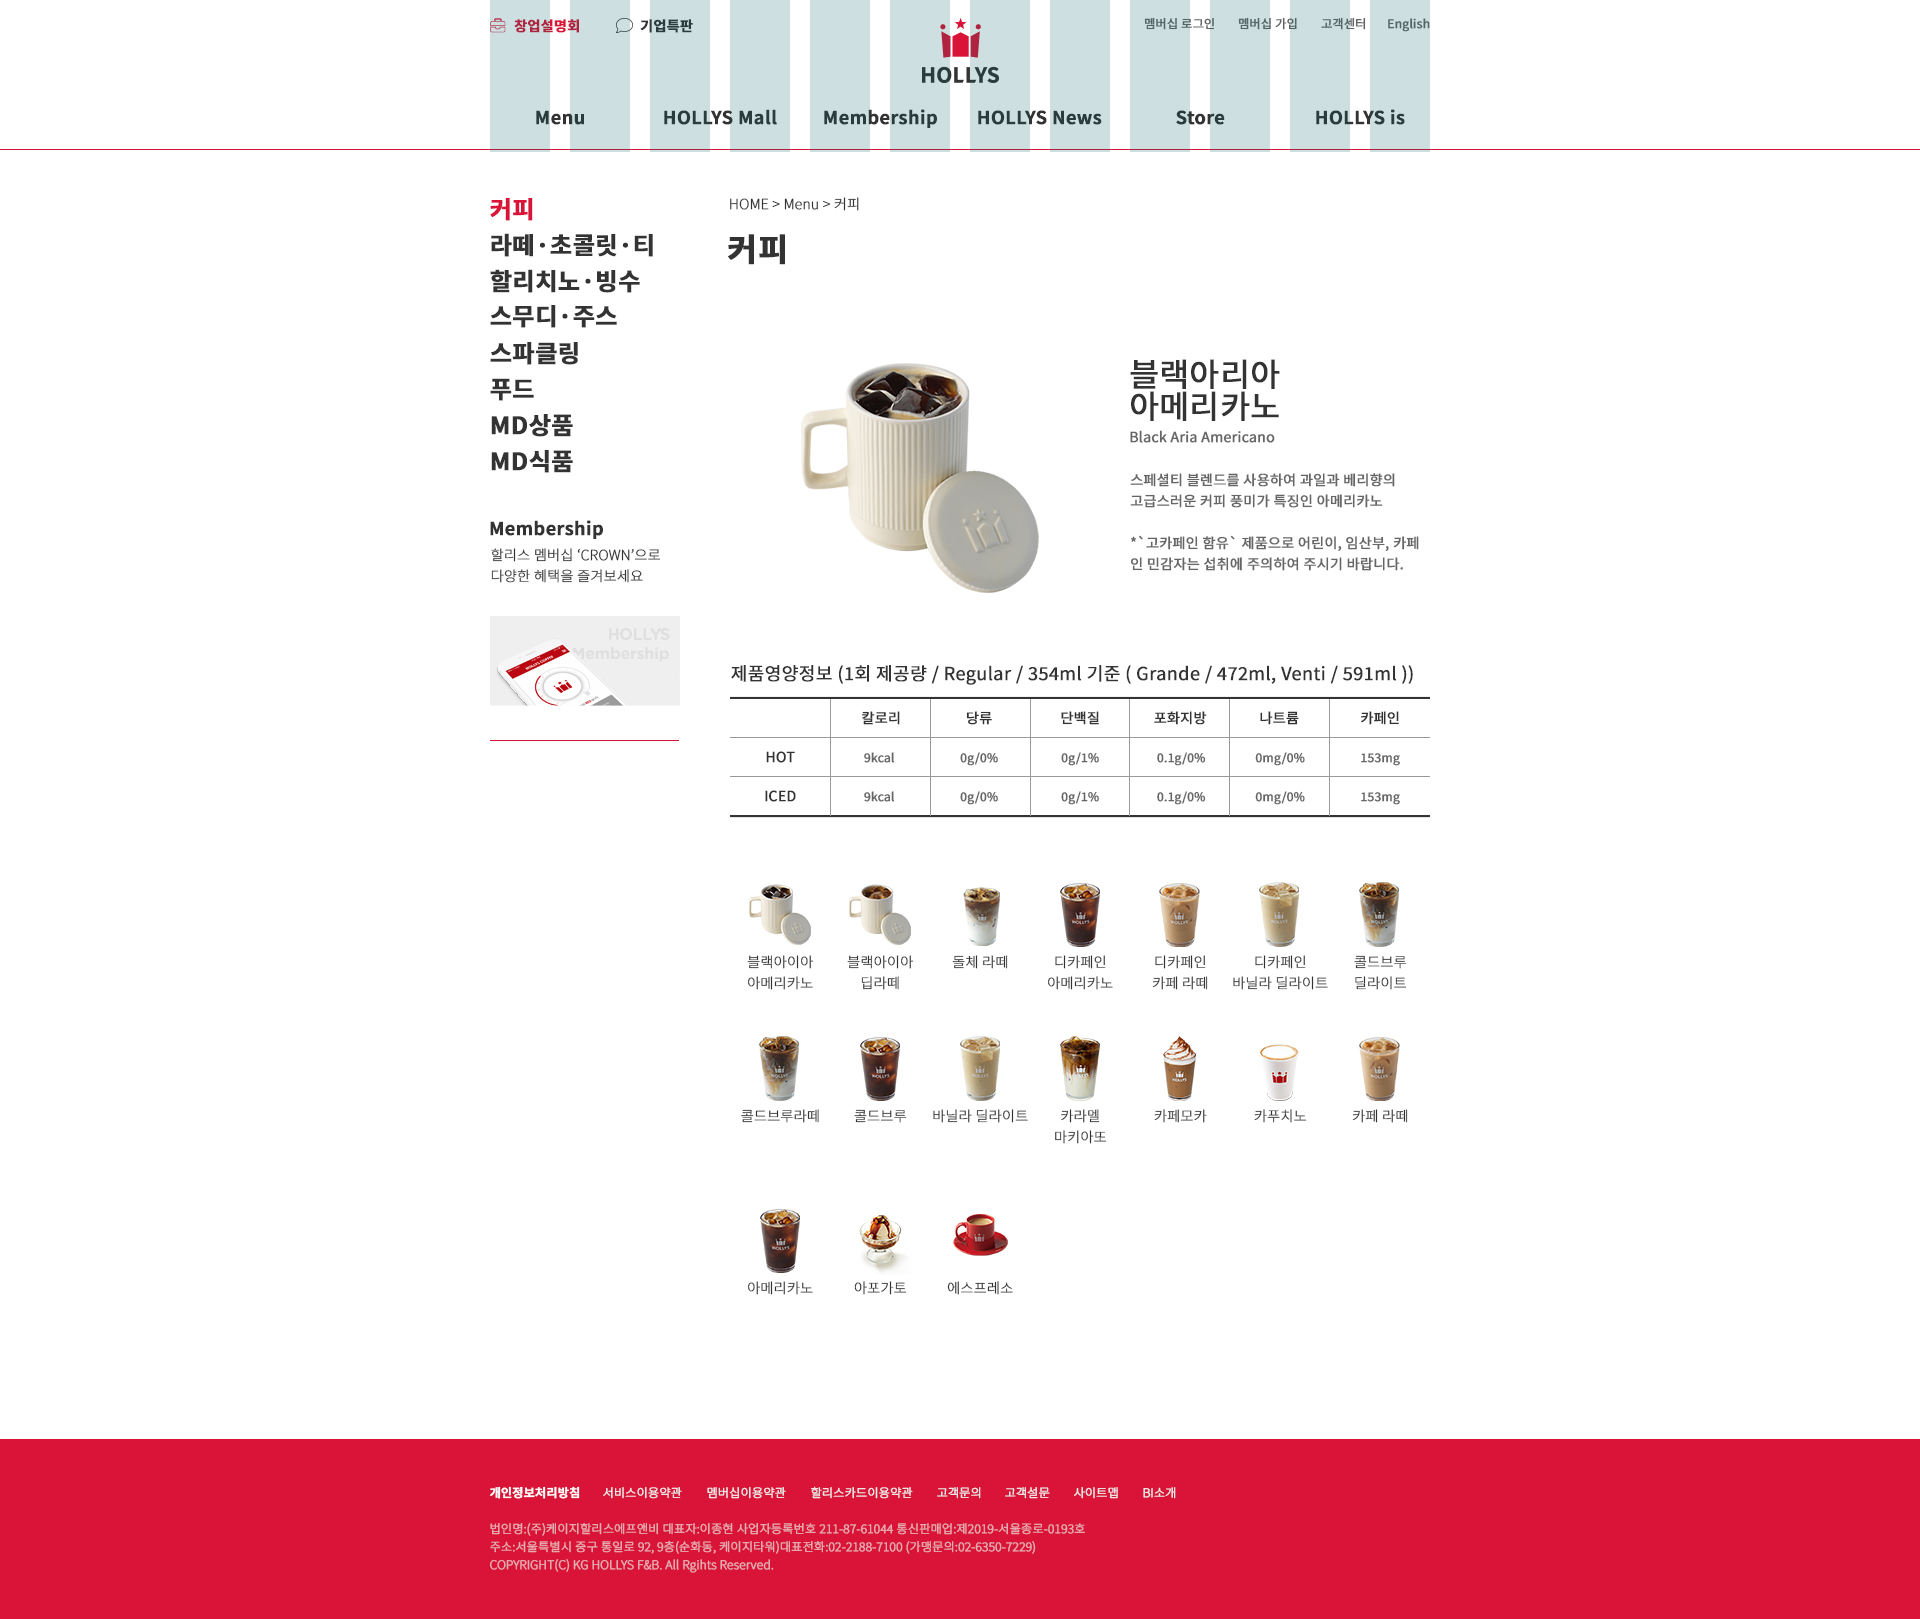 창업설명회
기업특판
멤버십 로그인
멤버십 가입
고객센터
English
HOLLYS
Menu
HOLLYS Mall
Membership
HOLLYS News
Store
HOLLYS is
커피
라떼·초콜릿·티
할리치노·빙수
스무디·주스
스파클링
푸드
MD상품
MD식품
Membership
할리스 멤버십 ‘CROWN’으로
다양한 혜택을 즐겨보세요
HOLLYS
Membership
HOME > Menu > 커피
커피
블랙아리아
아메리카노
Black Aria Americano
스페셜티 블렌드를 사용하여 과일과 베리향의
고급스러운 커피 풍미가 특징인 아메리카노
*`고카페인 함유` 제품으로 어린이, 임산부, 카페
인 민감자는 섭취에 주의하여 주시기 바랍니다.
제품영양정보 (1회 제공량 / Regular / 354ml 기준 ( Grande / 472ml, Venti / 591ml ))
칼로리 당류 단백질 포화지방 나트륨 카페인
HOT 9kcal 0g/0% 0g/1% 0.1g/0% 0mg/0% 153mg
ICED 9kcal 0g/0% 0g/1% 0.1g/0% 0mg/0% 153mg
블랙아이아
아메리카노
블랙아이아
딥라떼
돌체 라떼
디카페인
아메리카노
디카페인
카페 라떼
디카페인
바닐라 딜라이트
콜드브루
딜라이트
콜드브루라떼
콜드브루
바닐라 딜라이트
카라멜
마키아또
카페모카
카푸치노
카페 라떼
아메리카노
아포가토
에스프레소
개인정보처리방침 서비스이용약관 멤버십이용약관 할리스카드이용약관 고객문의 고객설문 사이트맵 BI소개
법인명:(주)케이지할리스에프앤비 대표자:이종현 사업자등록번호 211-87-61044 통신판매업:제2019-서울종로-0193호
주소:서울특별시 중구 통일로 92, 9층(순화동, 케이지타워)대표전화:02-2188-7100 (가맹문의:02-6350-7229)
COPYRIGHT(C) KG HOLLYS F&B. All Rgihts Reserved.